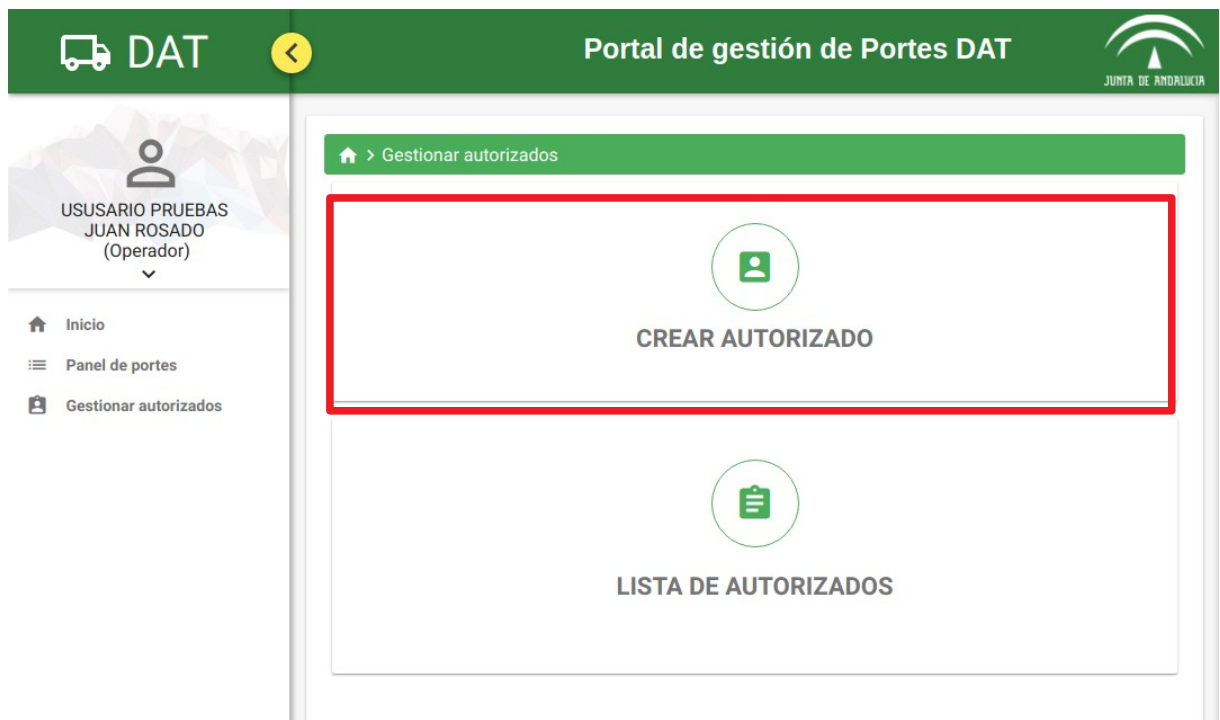 DAT
Portal de gestión de Portes DAT
JUNTA DE ANDALUCIA
USUSARIO PRUEBAS
JUAN ROSADO
(Operador)
Inicio
Panel de portes
Gestionar autorizados
> Gestionar autorizados
CREAR AUTORIZADO
LISTA DE AUTORIZADOS